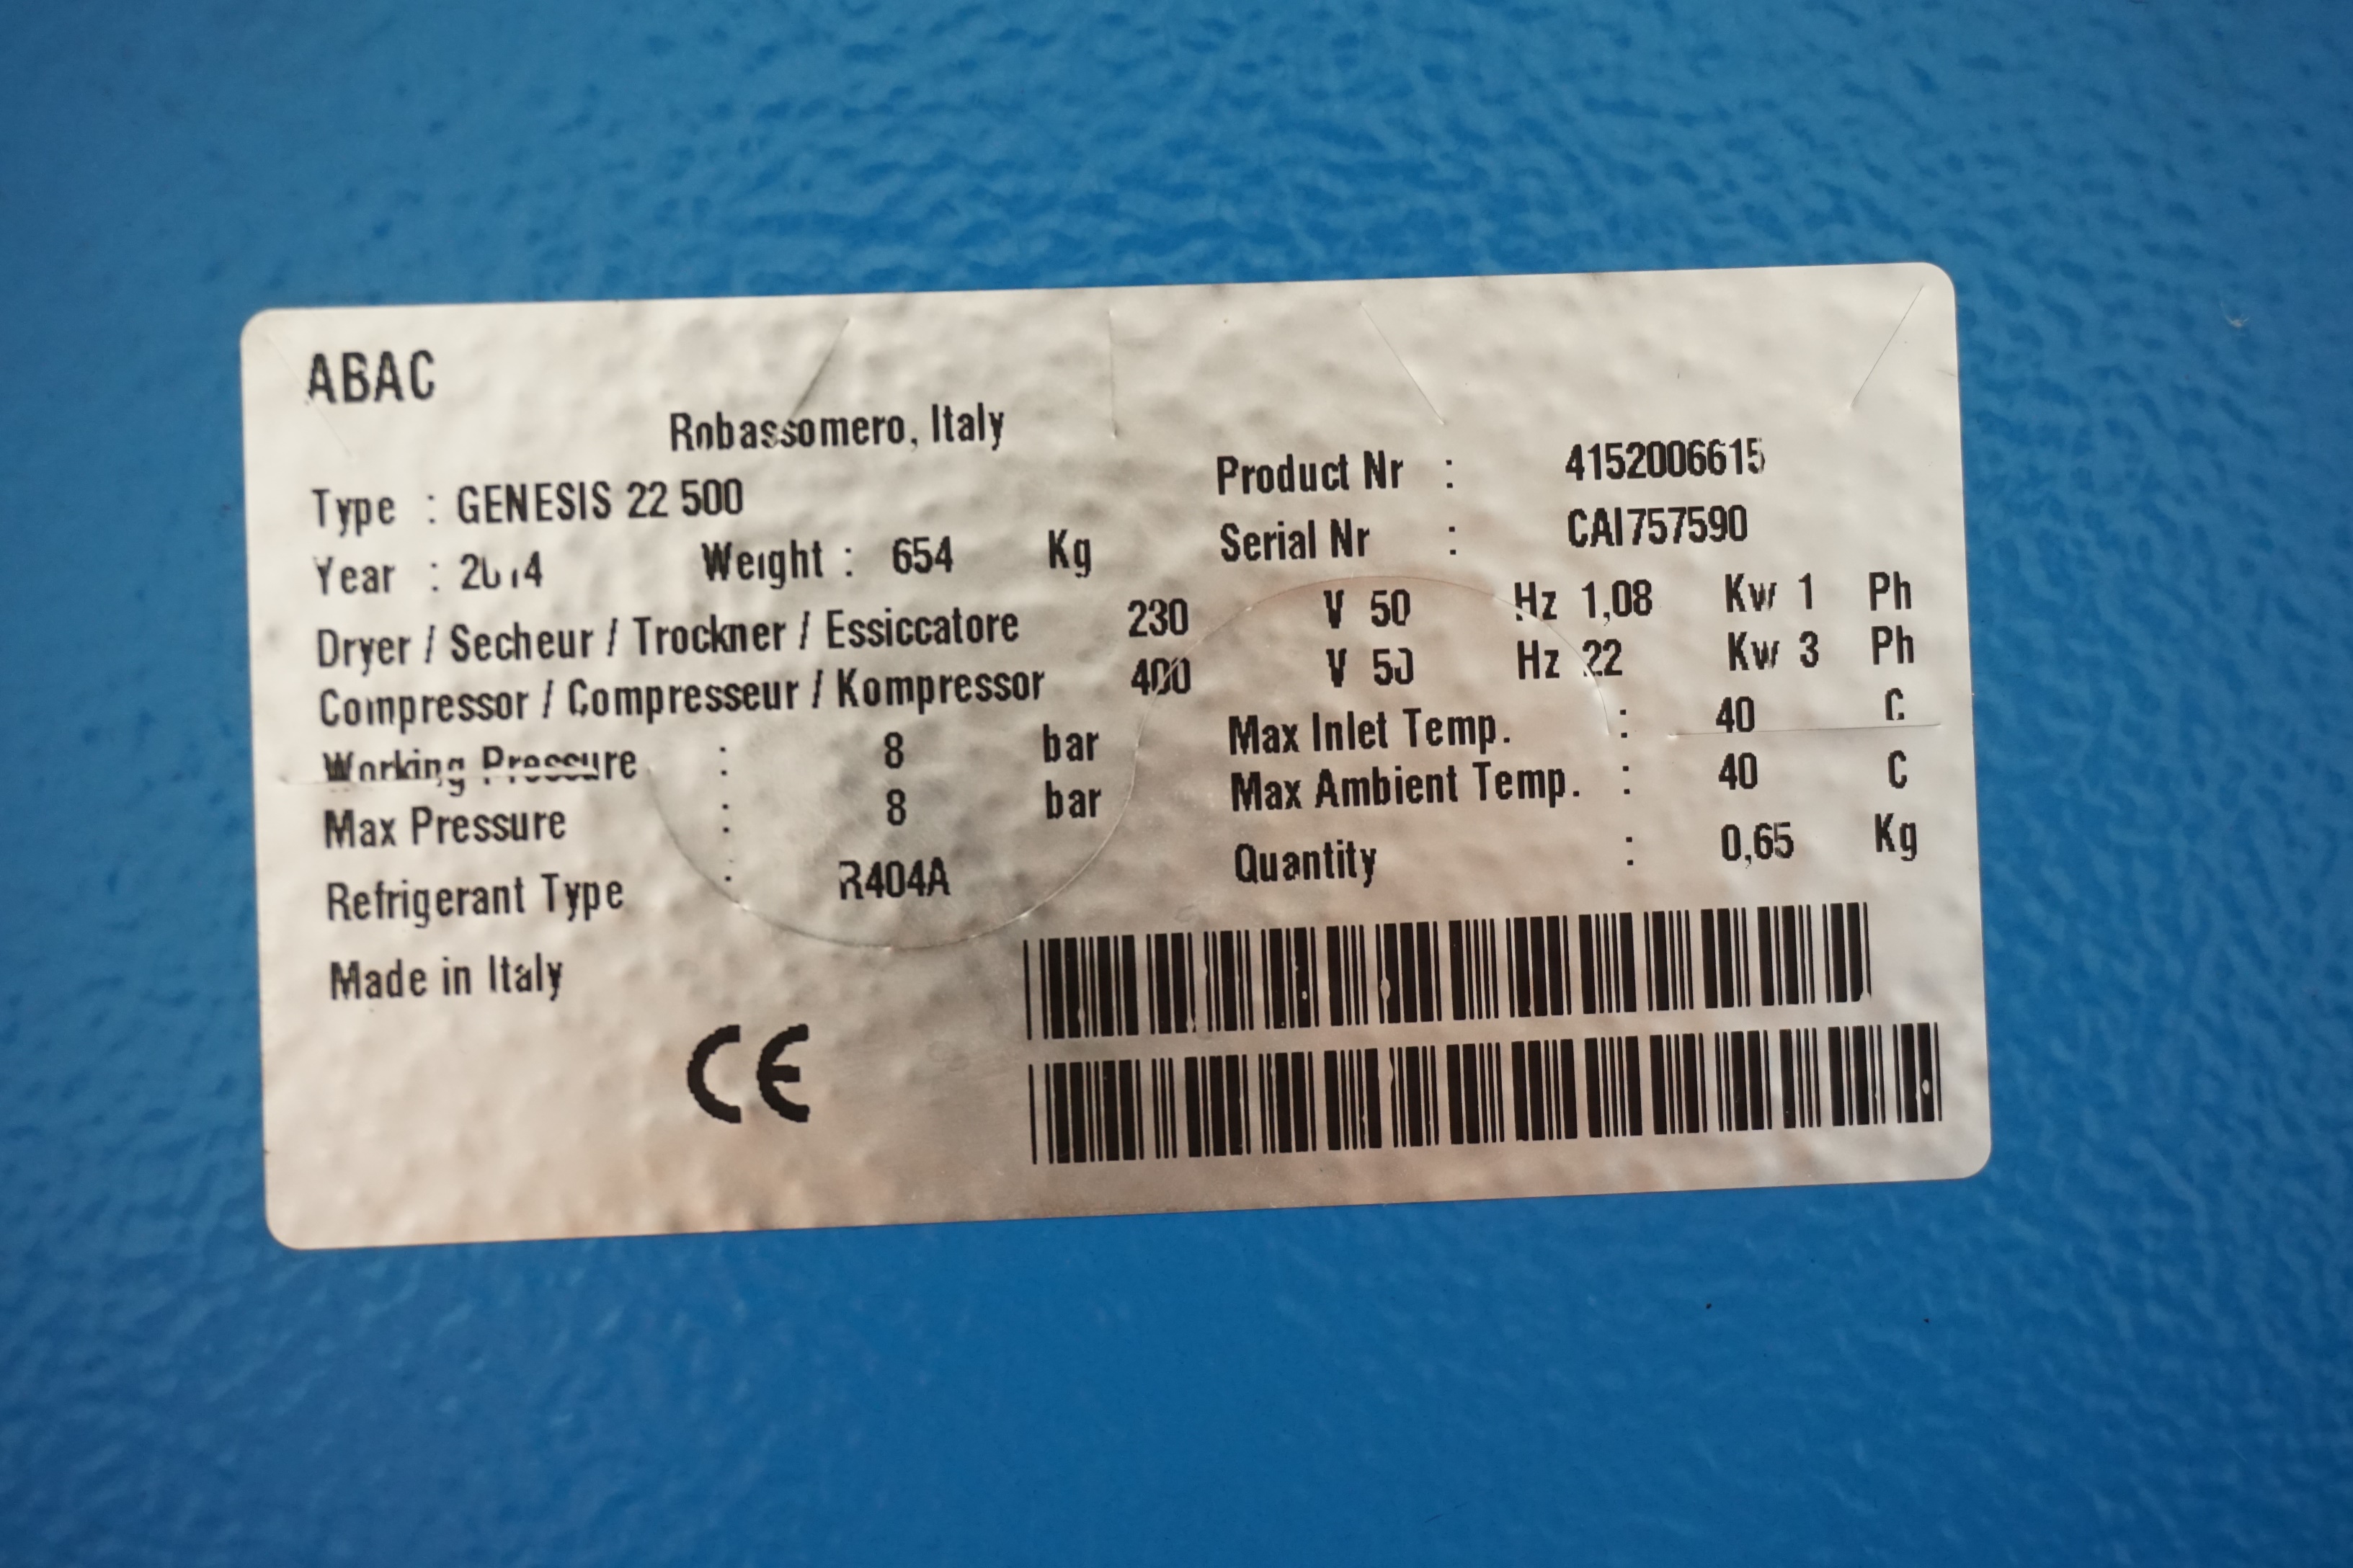 ABAC
Robassomero, Italy
Type : GENESIS 22 500
Product Nr : 4152006615
Year : 2014 Weight : 654 Kg
Serial Nr : CAI757590
Dryer / Secheur / Trockner / Essiccatore 230 V 50 Hz 1,08 Kw 1 Ph
Compressor / Compresseur / Kompressor 400 V 50 Hz 22 Kw 3 Ph
Working Pressure : 8 bar Max Inlet Temp. : 40 C
Max Pressure : 8 bar Max Ambient Temp. : 40 C
Refrigerant Type : R404A Quantity : 0,65 Kg
Made in Italy
CE